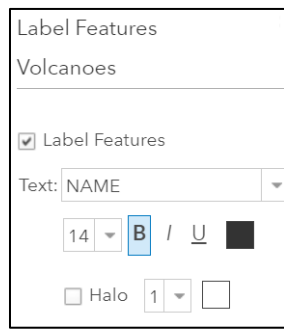 Label Features
Volcanoes
Label Features
Text: NAME
14 B I U
Halo 1